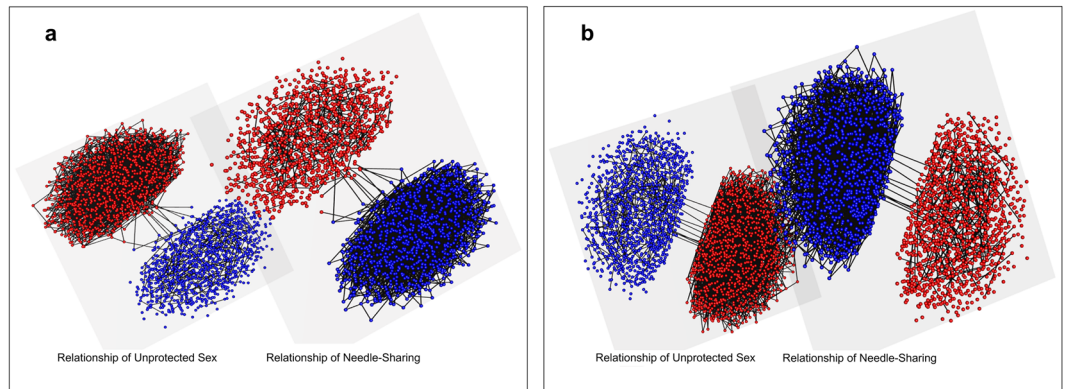 a
Relationship of Unprotected Sex
Relationship of Needle-Sharing
b
Relationship of Unprotected Sex
Relationship of Needle-Sharing